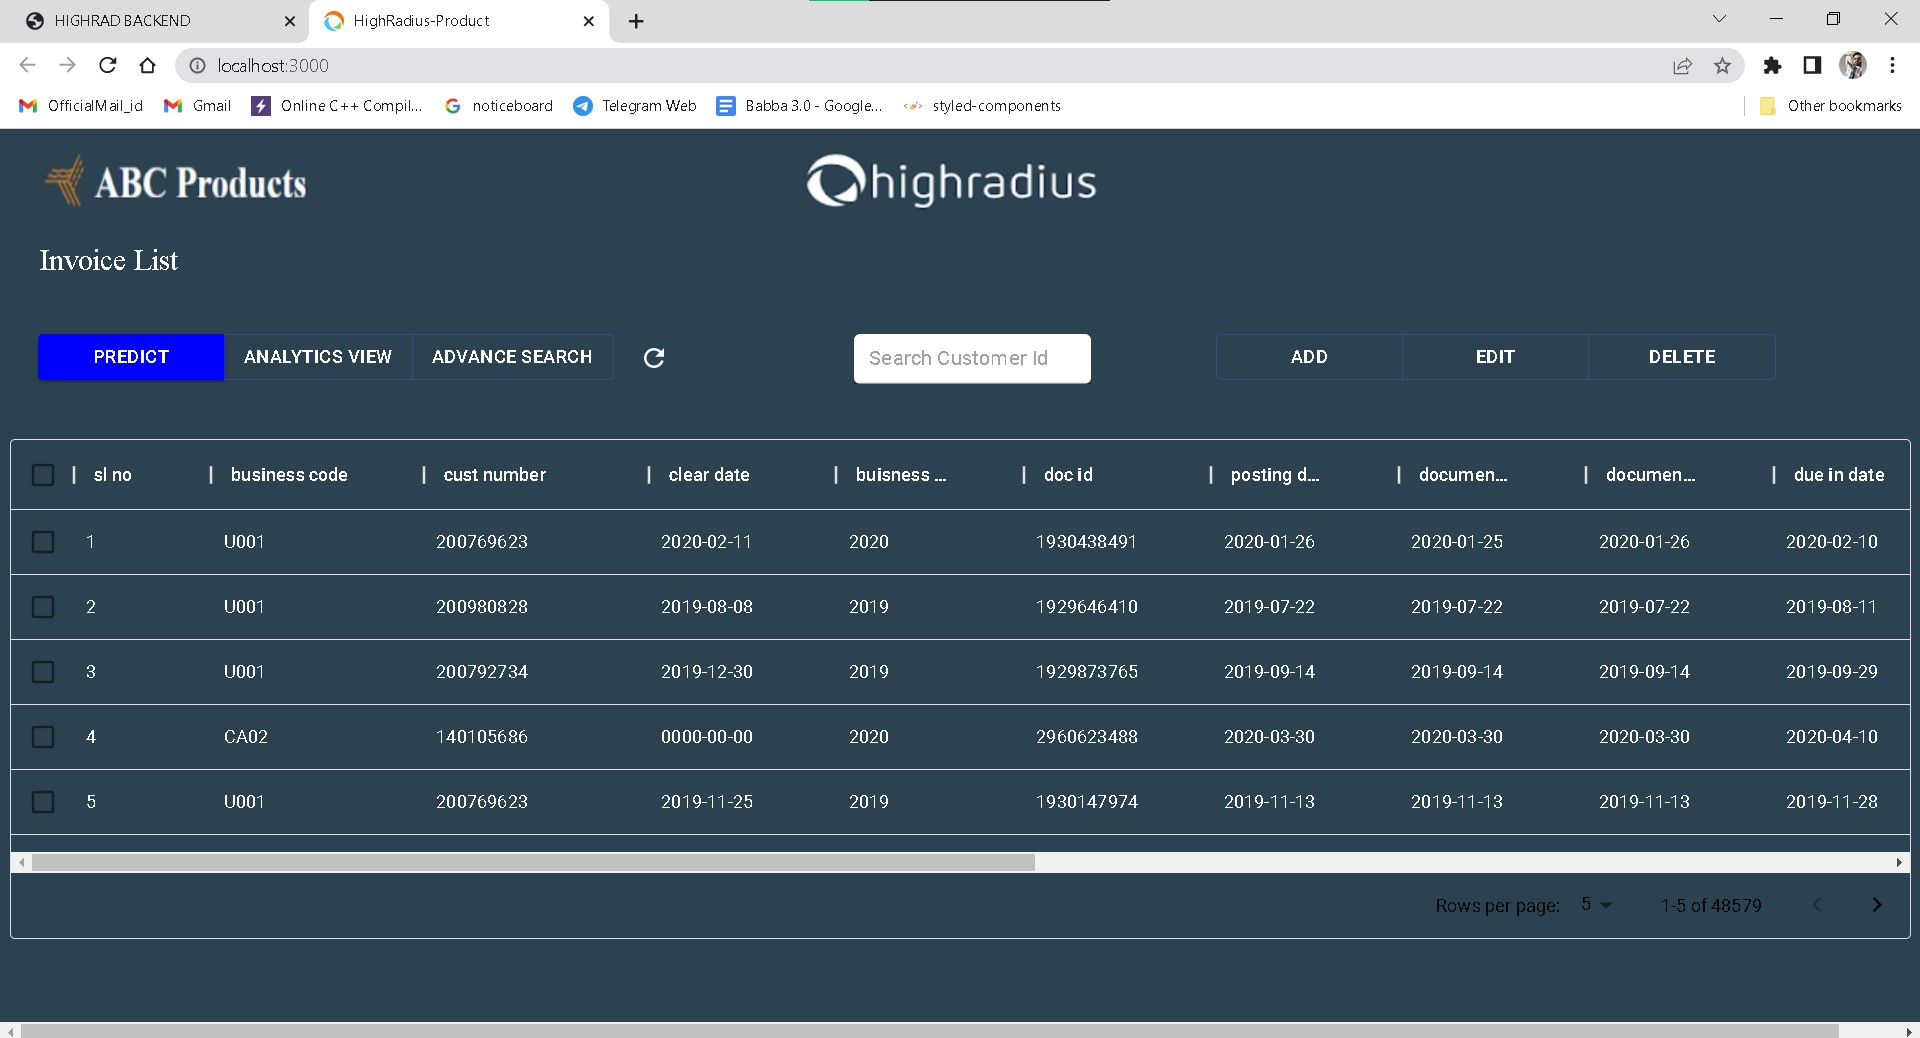 HIGHRAD BACKEND
HighRadius-Product
localhost:3000
OfficialMail_id Gmail Online C++ Compil... noticeboard Telegram Web Babba 3.0 - Google... styled-components Other bookmarks
ABC Products
highradius
Invoice List
PREDICT ANALYTICS VIEW ADVANCE SEARCH Search Customer Id ADD EDIT DELETE
sl no business code cust number clear date buisness ... doc id posting d... documen... documen... due in date
1 U001 200769623 2020-02-11 2020 1930438491 2020-01-26 2020-01-25 2020-01-26 2020-02-10
2 U001 200980828 2019-08-08 2019 1929646410 2019-07-22 2019-07-22 2019-07-22 2019-08-11
3 U001 200792734 2019-12-30 2019 1929873765 2019-09-14 2019-09-14 2019-09-14 2019-09-29
4 CA02 140105686 0000-00-00 2020 2960623488 2020-03-30 2020-03-30 2020-03-30 2020-04-10
5 U001 200769623 2019-11-25 2019 1930147974 2019-11-13 2019-11-13 2019-11-13 2019-11-28
Rows per page: 5 1-5 of 48579